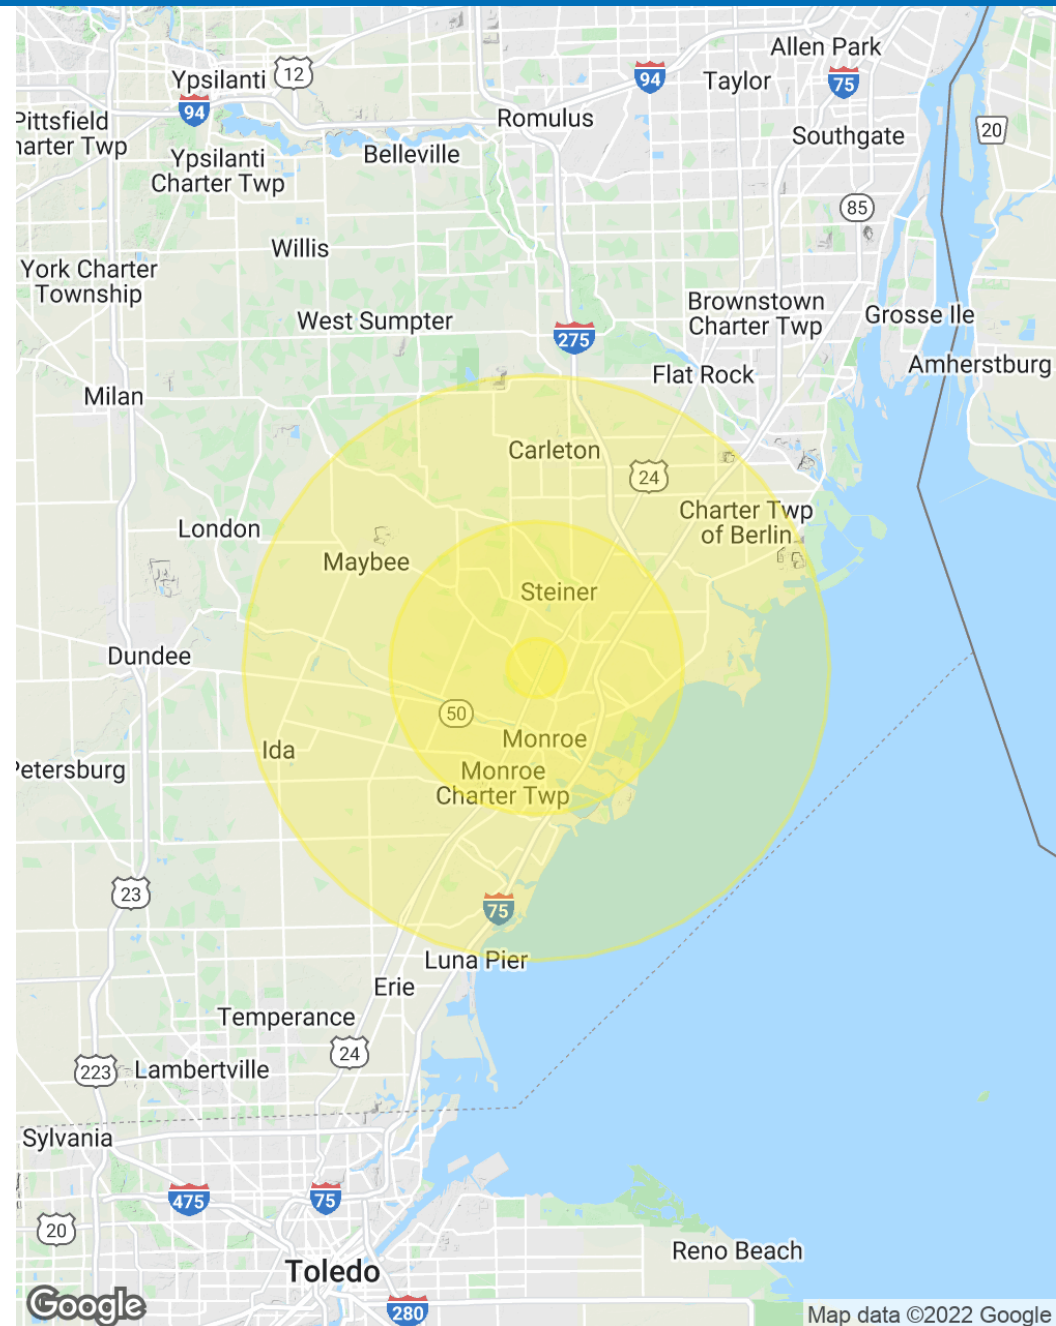 Allen Park
Ypsilanti
12
94
Taylor
75
94
Romulus
Pittsfield
harter Twp
20
Southgate
Belleville
Ypsilanti
Charter Twp
85
Willis
York Charter
Township
Brownstown
Charter Twp
Grosse Ile
West Sumpter
275
Amherstburg
Flat Rock
Milan
Carleton
24
Charter Twp
of Berlin
London
Maybee
Steiner
Dundee
50
Monroe
Ida
Petersburg
Monroe
Charter Twp
23
75
Luna Pier
Erie
Temperance
24
223
Lambertville
Sylvania
475
75
20
Reno Beach
Toledo
Google
280
Map data ©2022 Google